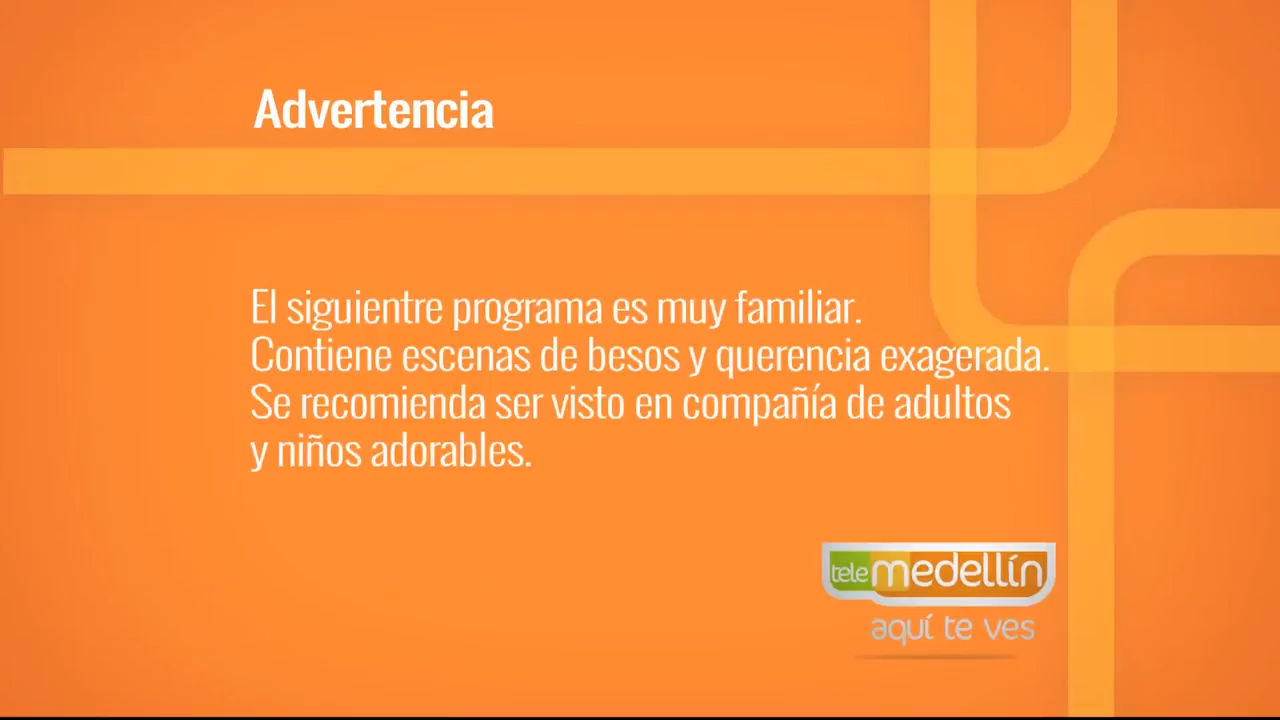 Advertencia
El siguientre programa es muy familiar.
Contiene escenas de besos y querencia exagerada.
Se recomienda ser visto en compañía de adultos
y niños adorables.
tele medellín
aquí te ves